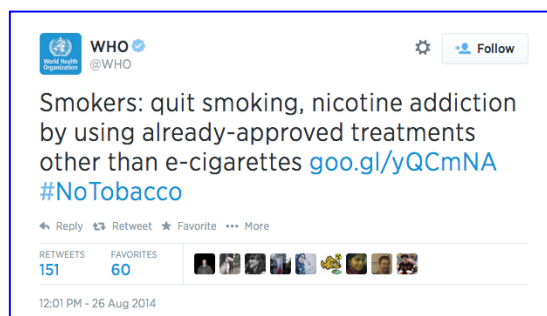 WHO
@WHO
World Health
Organization
Follow
Smokers: quit smoking, nicotine addiction
by using already-approved treatments
other than e-cigarettes goo.gl/yQCmNA
#NoTobacco
Reply Retweet Favorite ••• More
RETWEETS FAVORITES
151 60
12:01 PM - 26 Aug 2014